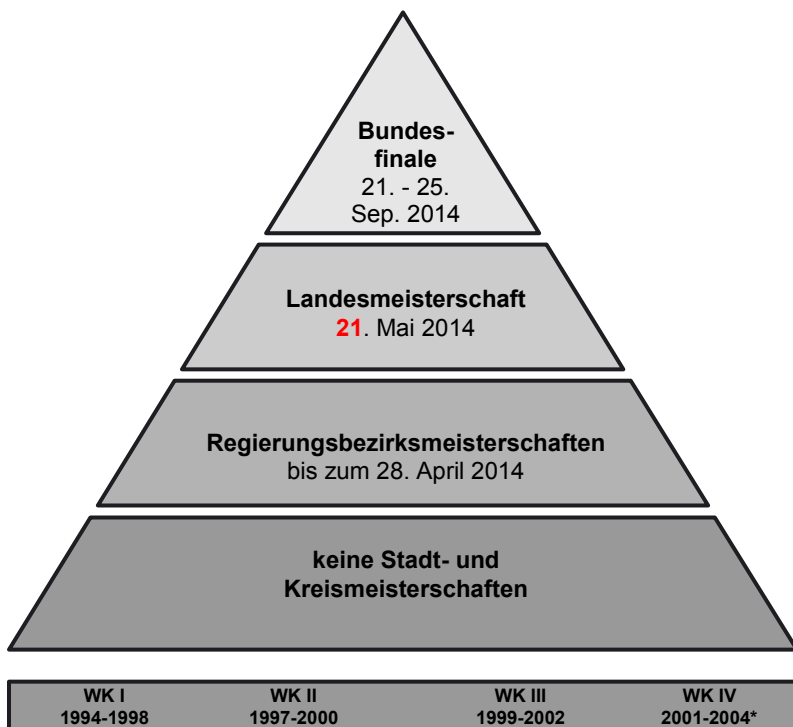 Bundes-
finale
21. - 25.
Sep. 2014
Landesmeisterschaft
21. Mai 2014
Regierungsbezirksmeisterschaften
bis zum 28. April 2014
keine Stadt- und
Kreismeisterschaften
WK I WK II WK III WK IV
1994-1998 1997-2000 1999-2002 2001-2004*